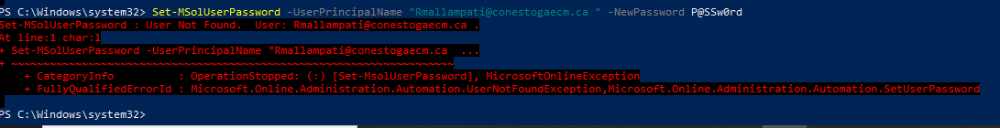 PS C:\Windows\system32> Set-MSolUserPassword -UserPrincipalName "Rmallampati@conestogaecm.ca " -NewPassword P@SSw0rd
Set-MSolUserPassword : User Not Found.  User: Rmallampati@conestogaecm.ca .
At line:1 char:1
+ Set-MSolUserPassword -UserPrincipalName "Rmallampati@conestogaecm.ca  ...
+ ~~~~~~~~~~~~~~~~~~~~~~~~~~~~~~~~~~~~~~~~~~~~~~~~~~~~~~~~~~~~~~~~~~~~~
    + CategoryInfo          : OperationStopped: (:) [Set-MsolUserPassword], MicrosoftOnlineException
    + FullyQualifiedErrorId : Microsoft.Online.Administration.Automation.UserNotFoundException,Microsoft.Online.Administration.Automation.SetUserPassword
PS C:\Windows\system32>